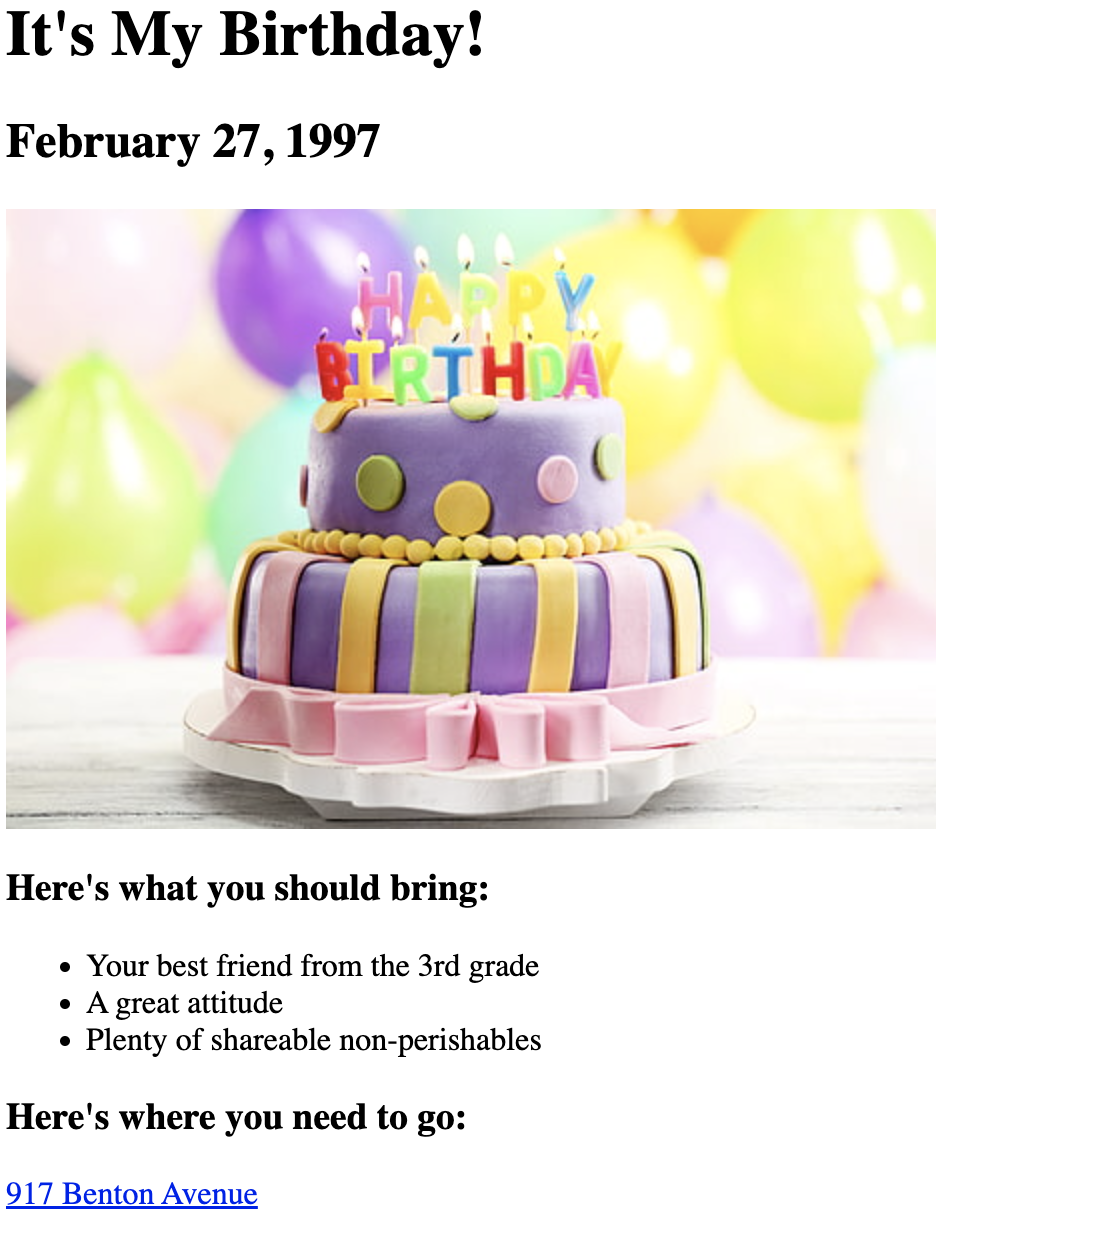 It's My Birthday!
February 27, 1997
HAPPY
BIRTHDAY
Here's what you should bring:
Your best friend from the 3rd grade
A great attitude
Plenty of shareable non-perishables
Here's where you need to go:
917 Benton Avenue